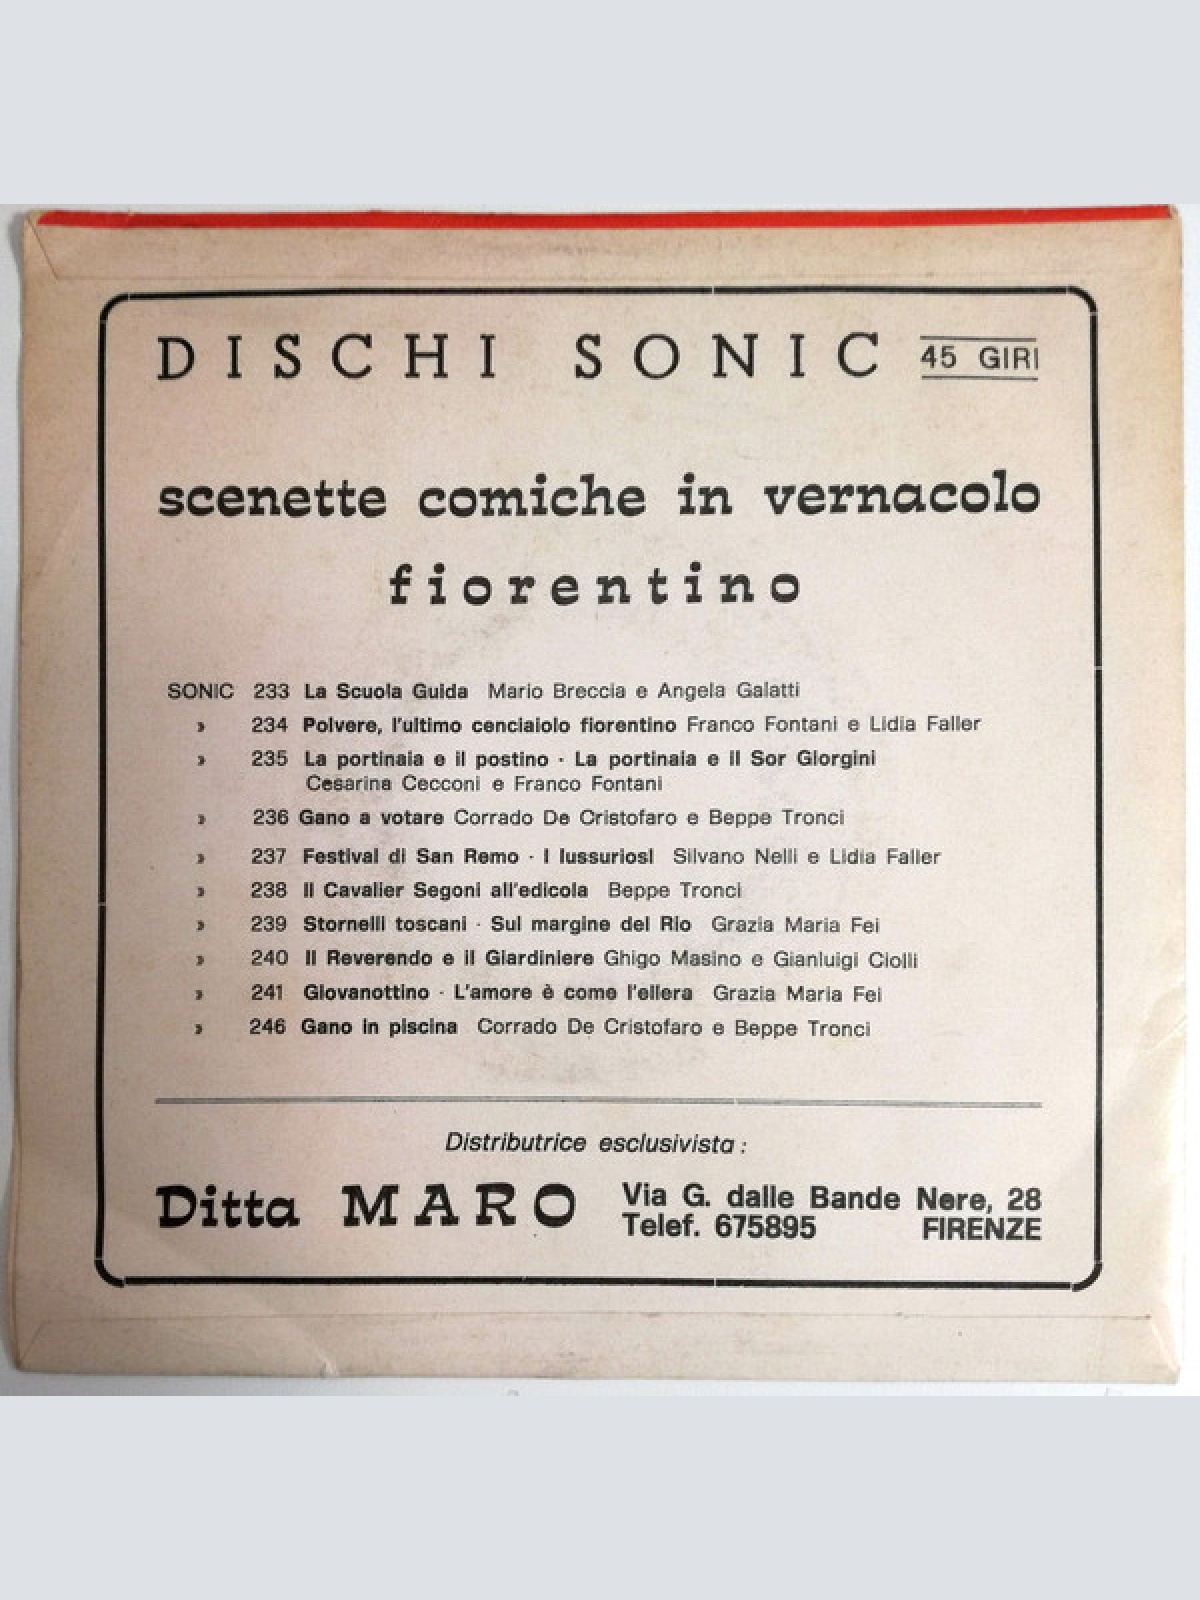 DISCHI SONIC 45 GIRI
scenette comiche in vernacolo
fiorentino
SONIC 233 La Scuola Guida Mario Breccia e Angela Galatti
» 234 Polvere, l'ultimo cenciaiolo fiorentino Franco Fontani e Lidia Faller
» 235 La portinaia e il postino · La portinaia e il Sor Giorgini
Cesarina Cecconi e Franco Fontani
» 236 Gano a votare Corrado De Cristofaro e Beppe Tronci
» 237 Festival di San Remo · I lussuriosi Silvano Nelli e Lidia Faller
» 238 Il Cavalier Segoni all'edicola Beppe Tronci
» 239 Stornelli toscani · Sul margine del Rio Grazia Maria Fei
» 240 Il Reverendo e il Giardiniere Ghigo Masino e Gianluigi Ciolli
» 241 Giovanottino · L'amore è come l'ellera Grazia Maria Fei
» 246 Gano in piscina Corrado De Cristofaro e Beppe Tronci
Distributrice esclusivista:
Ditta MARO Via G. dalle Bande Nere, 28
Telef. 675895 FIRENZE